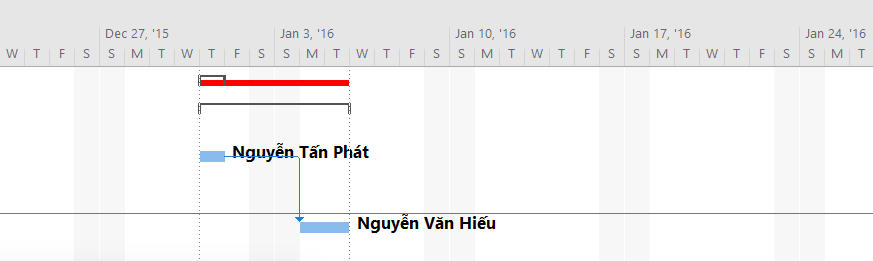 Dec 27, '15 Jan 3, '16 Jan 10, '16 Jan 17, '16 Jan 24, '16
W T F S S M T W T F S S M T W T F S S M T W T F S S M T W T F S S M T
Nguyễn Tấn Phát
Nguyễn Văn Hiếu